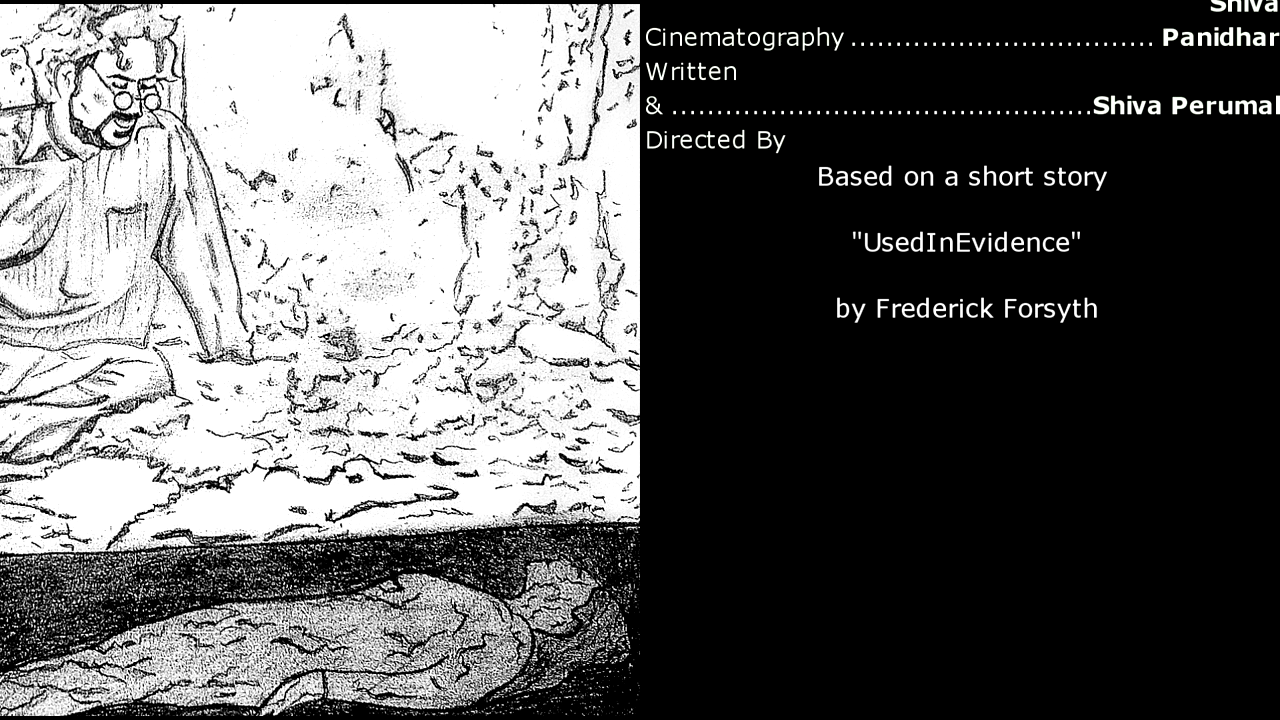 Shiva
Cinematography .................................. Panidhar
Written
& ...............................................Shiva Perumal
Directed By
Based on a short story
"UsedInEvidence"
by Frederick Forsyth